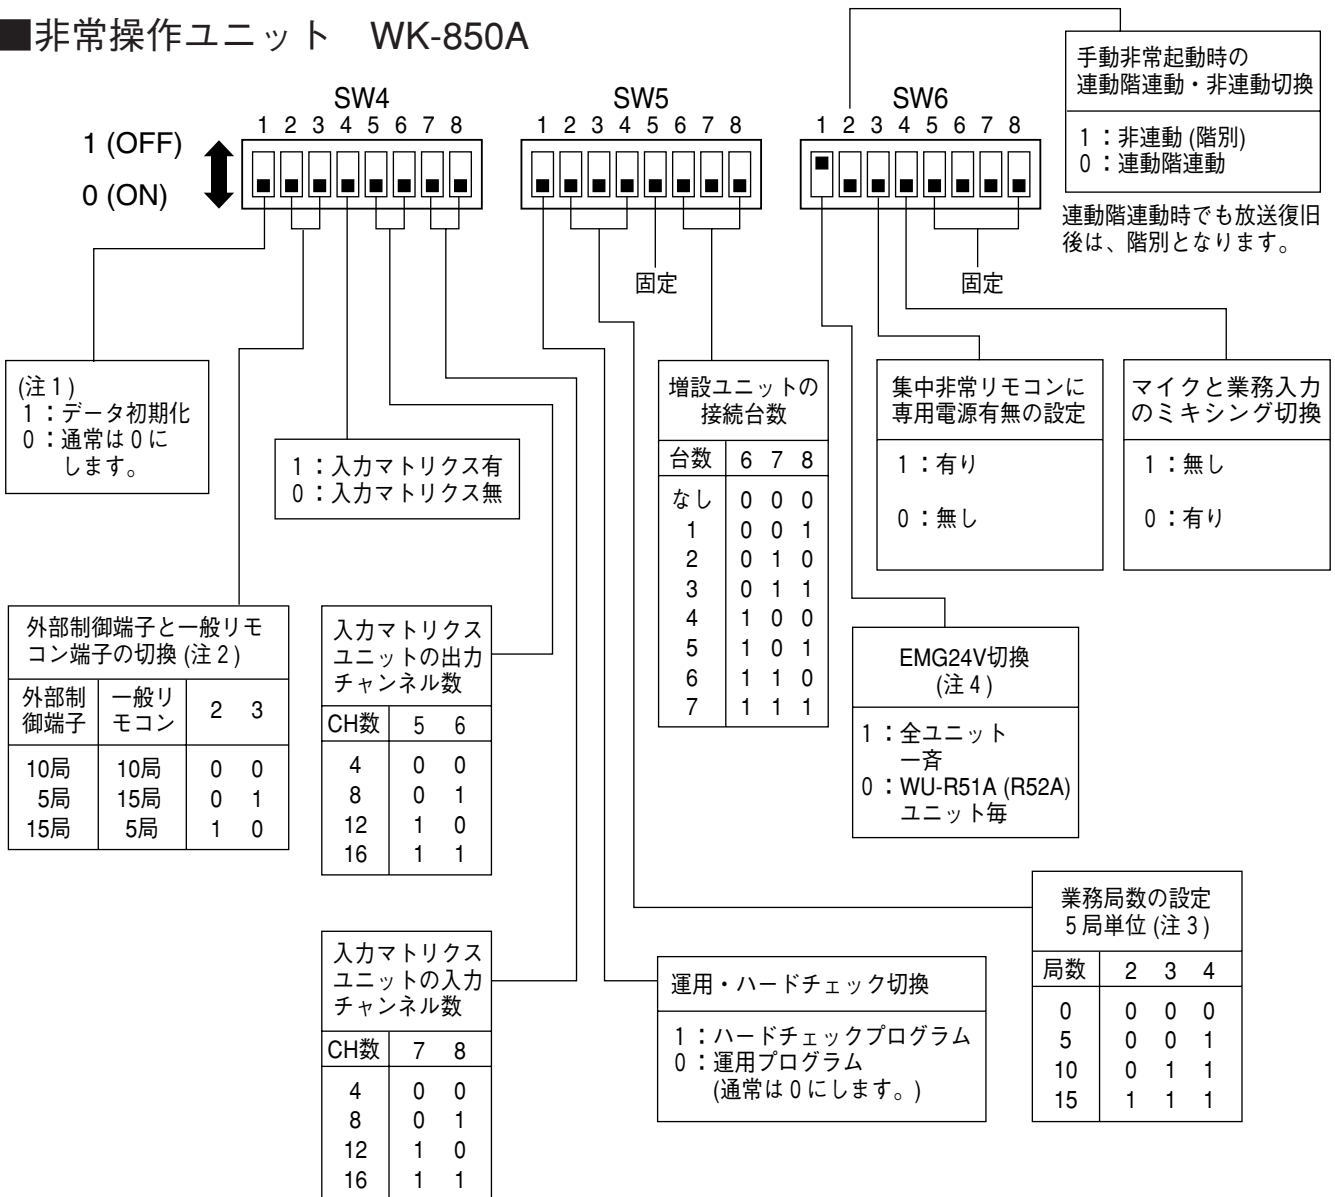 ■非常操作ユニット　WK-850A
手動非常起動時の
連動階連動・非連動切換
1：非連動 (階別)
0：連動階連動
連動階連動時でも放送復旧
後は、階別となります。
SW4
1 2 3 4 5 6 7 8
SW5
1 2 3 4 5 6 7 8
SW6
1 2 3 4 5 6 7 8
1 (OFF)
0 (ON)
固定
固定
(注1)
1：データ初期化
0：通常は0に
します。
1：入力マトリクス有
0：入力マトリクス無
増設ユニットの
接続台数
台数 6 7 8
なし 0 0 0
1 0 0 1
2 0 1 0
3 0 1 1
4 1 0 0
5 1 0 1
6 1 1 0
7 1 1 1
集中非常リモコンに
専用電源有無の設定
1：有り
0：無し
マイクと業務入力
のミキシング切換
1：無し
0：有り
外部制御端子と一般リモ
コン端子の切換 (注2)
外部制
御端子
一般リ
モコン
2 3
10局 10局 0 0
5局 15局 0 1
15局 5局 1 0
入力マトリクス
ユニットの出力
チャンネル数
CH数 5 6
4 0 0
8 0 1
12 1 0
16 1 1
EMG24V切換
(注4)
1：全ユニット
一斉
0：WU-R51A (R52A)
ユニット毎
入力マトリクス
ユニットの入力
チャンネル数
CH数 7 8
4 0 0
8 0 1
12 1 0
16 1 1
運用・ハードチェック切換
1：ハードチェックプログラム
0：運用プログラム
(通常は0にします。)
業務局数の設定
5局単位 (注3)
局数 2 3 4
0 0 0 0
5 0 0 1
10 0 1 1
15 1 1 1